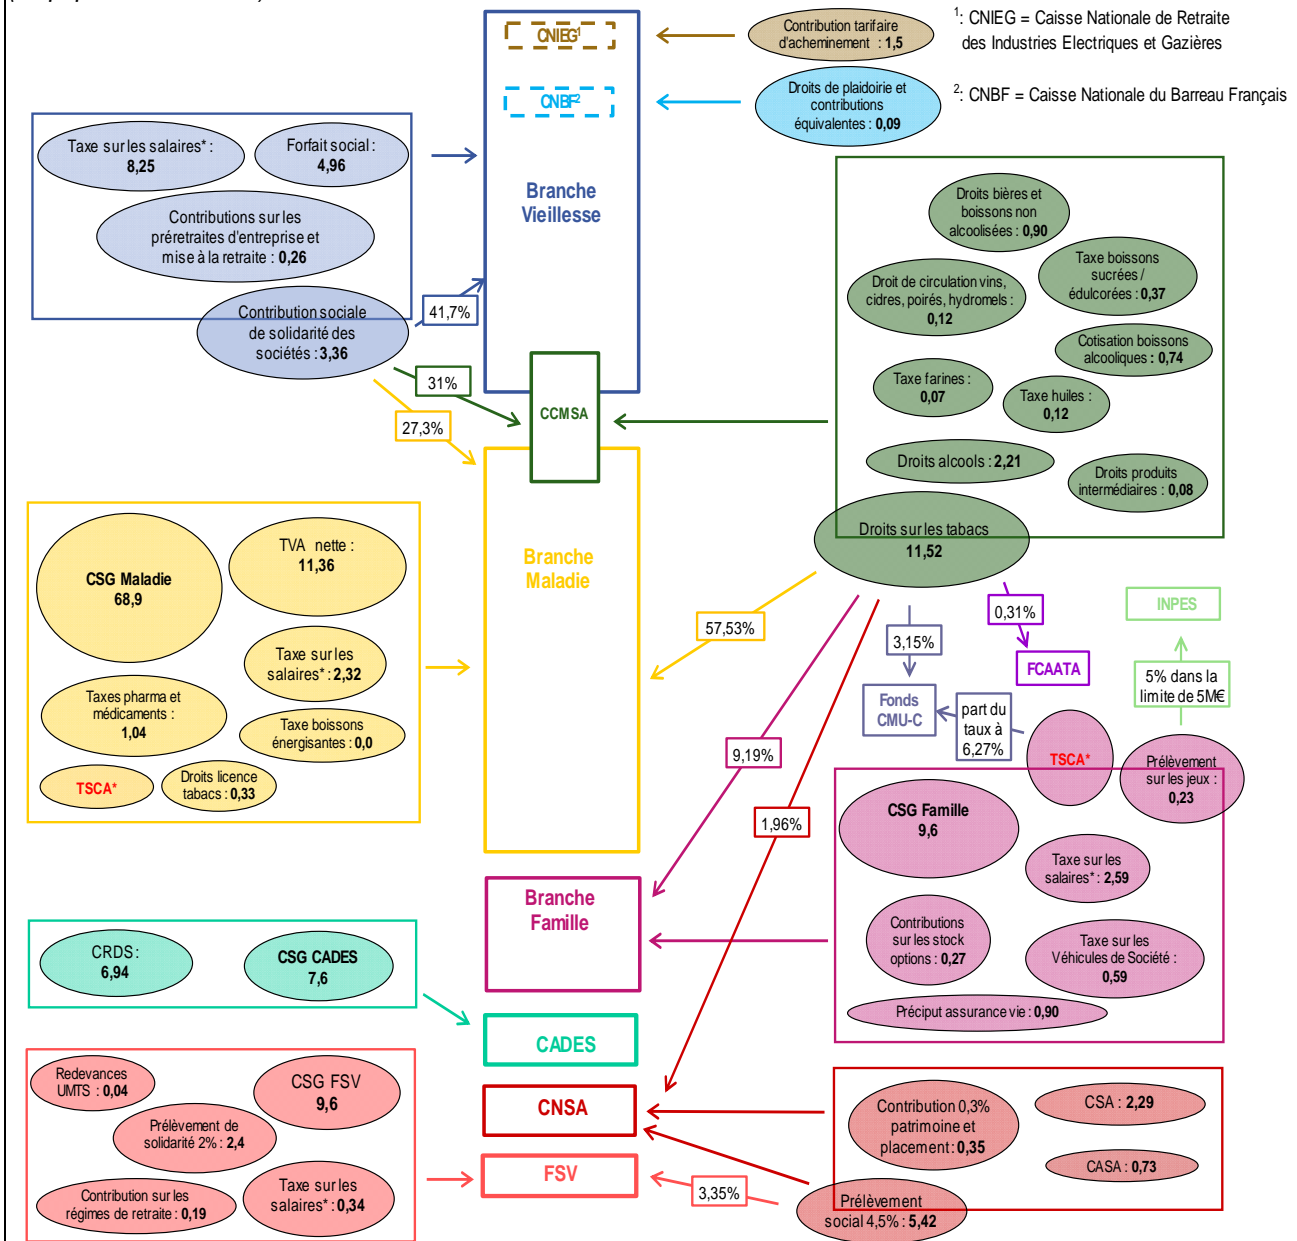 CNIEG¹
Contribution tarifaire
d'acheminement : 1,5
¹: CNIEG = Caisse Nationale de Retraite
des Industries Electriques et Gazières
CNBF²
Droits de plaidoirie et
contributions
équivalentes : 0,09
²: CNBF = Caisse Nationale du Barreau Français
Taxe sur les salaires* :
8,25
Forfait social :
4,96
Contributions sur les
préretraites d'entreprise et
mise à la retraite : 0,26
Contribution sociale
de solidarité des
sociétés : 3,36
41,7%
31%
27,3%
Branche
Vieillesse
CCMSA
Droits bières et
boissons non
alcoolisées : 0,90
Taxe boissons
sucrées /
édulcorées : 0,37
Droit de circulation vins,
cidres, poirés, hydromels :
0,12
Cotisation boissons
alcooliques : 0,74
Taxe farines :
0,07
Taxe huiles :
0,12
Droits alcools : 2,21
Droits produits
intermédiaires : 0,08
Droits sur les tabacs
11,52
CSG Maladie
68,9
TVA nette :
11,36
Taxe sur les
salaires* : 2,32
Taxes pharma et
médicaments :
1,04
Taxe boissons
énergisantes : 0,0
TSCA*
Droits licence
tabacs : 0,33
Branche
Maladie
57,53%
3,15%
0,31%
INPES
FCAATA
5% dans la
limite de 5M€
Fonds
CMU-C
part du
taux à
6,27%
9,19%
1,96%
TSCA*
Prélèvement
sur les jeux :
0,23
CSG Famille
9,6
Taxe sur les
salaires* : 2,59
Contributions
sur les stock
options : 0,27
Taxe sur les
Véhicules de Société :
0,59
Préciput assurance vie : 0,90
Branche
Famille
CRDS :
6,94
CSG CADES
7,6
CADES
Redevances
UMTS : 0,04
CSG FSV
9,6
Prélèvement de
solidarité 2% : 2,4
Contribution sur les
régimes de retraite : 0,19
Taxe sur les
salaires* : 0,34
CNSA
FSV
3,35%
Contribution 0,3%
patrimoine et
placement : 0,35
CSA : 2,29
CASA : 0,73
Prélèvement
social 4,5% : 5,42